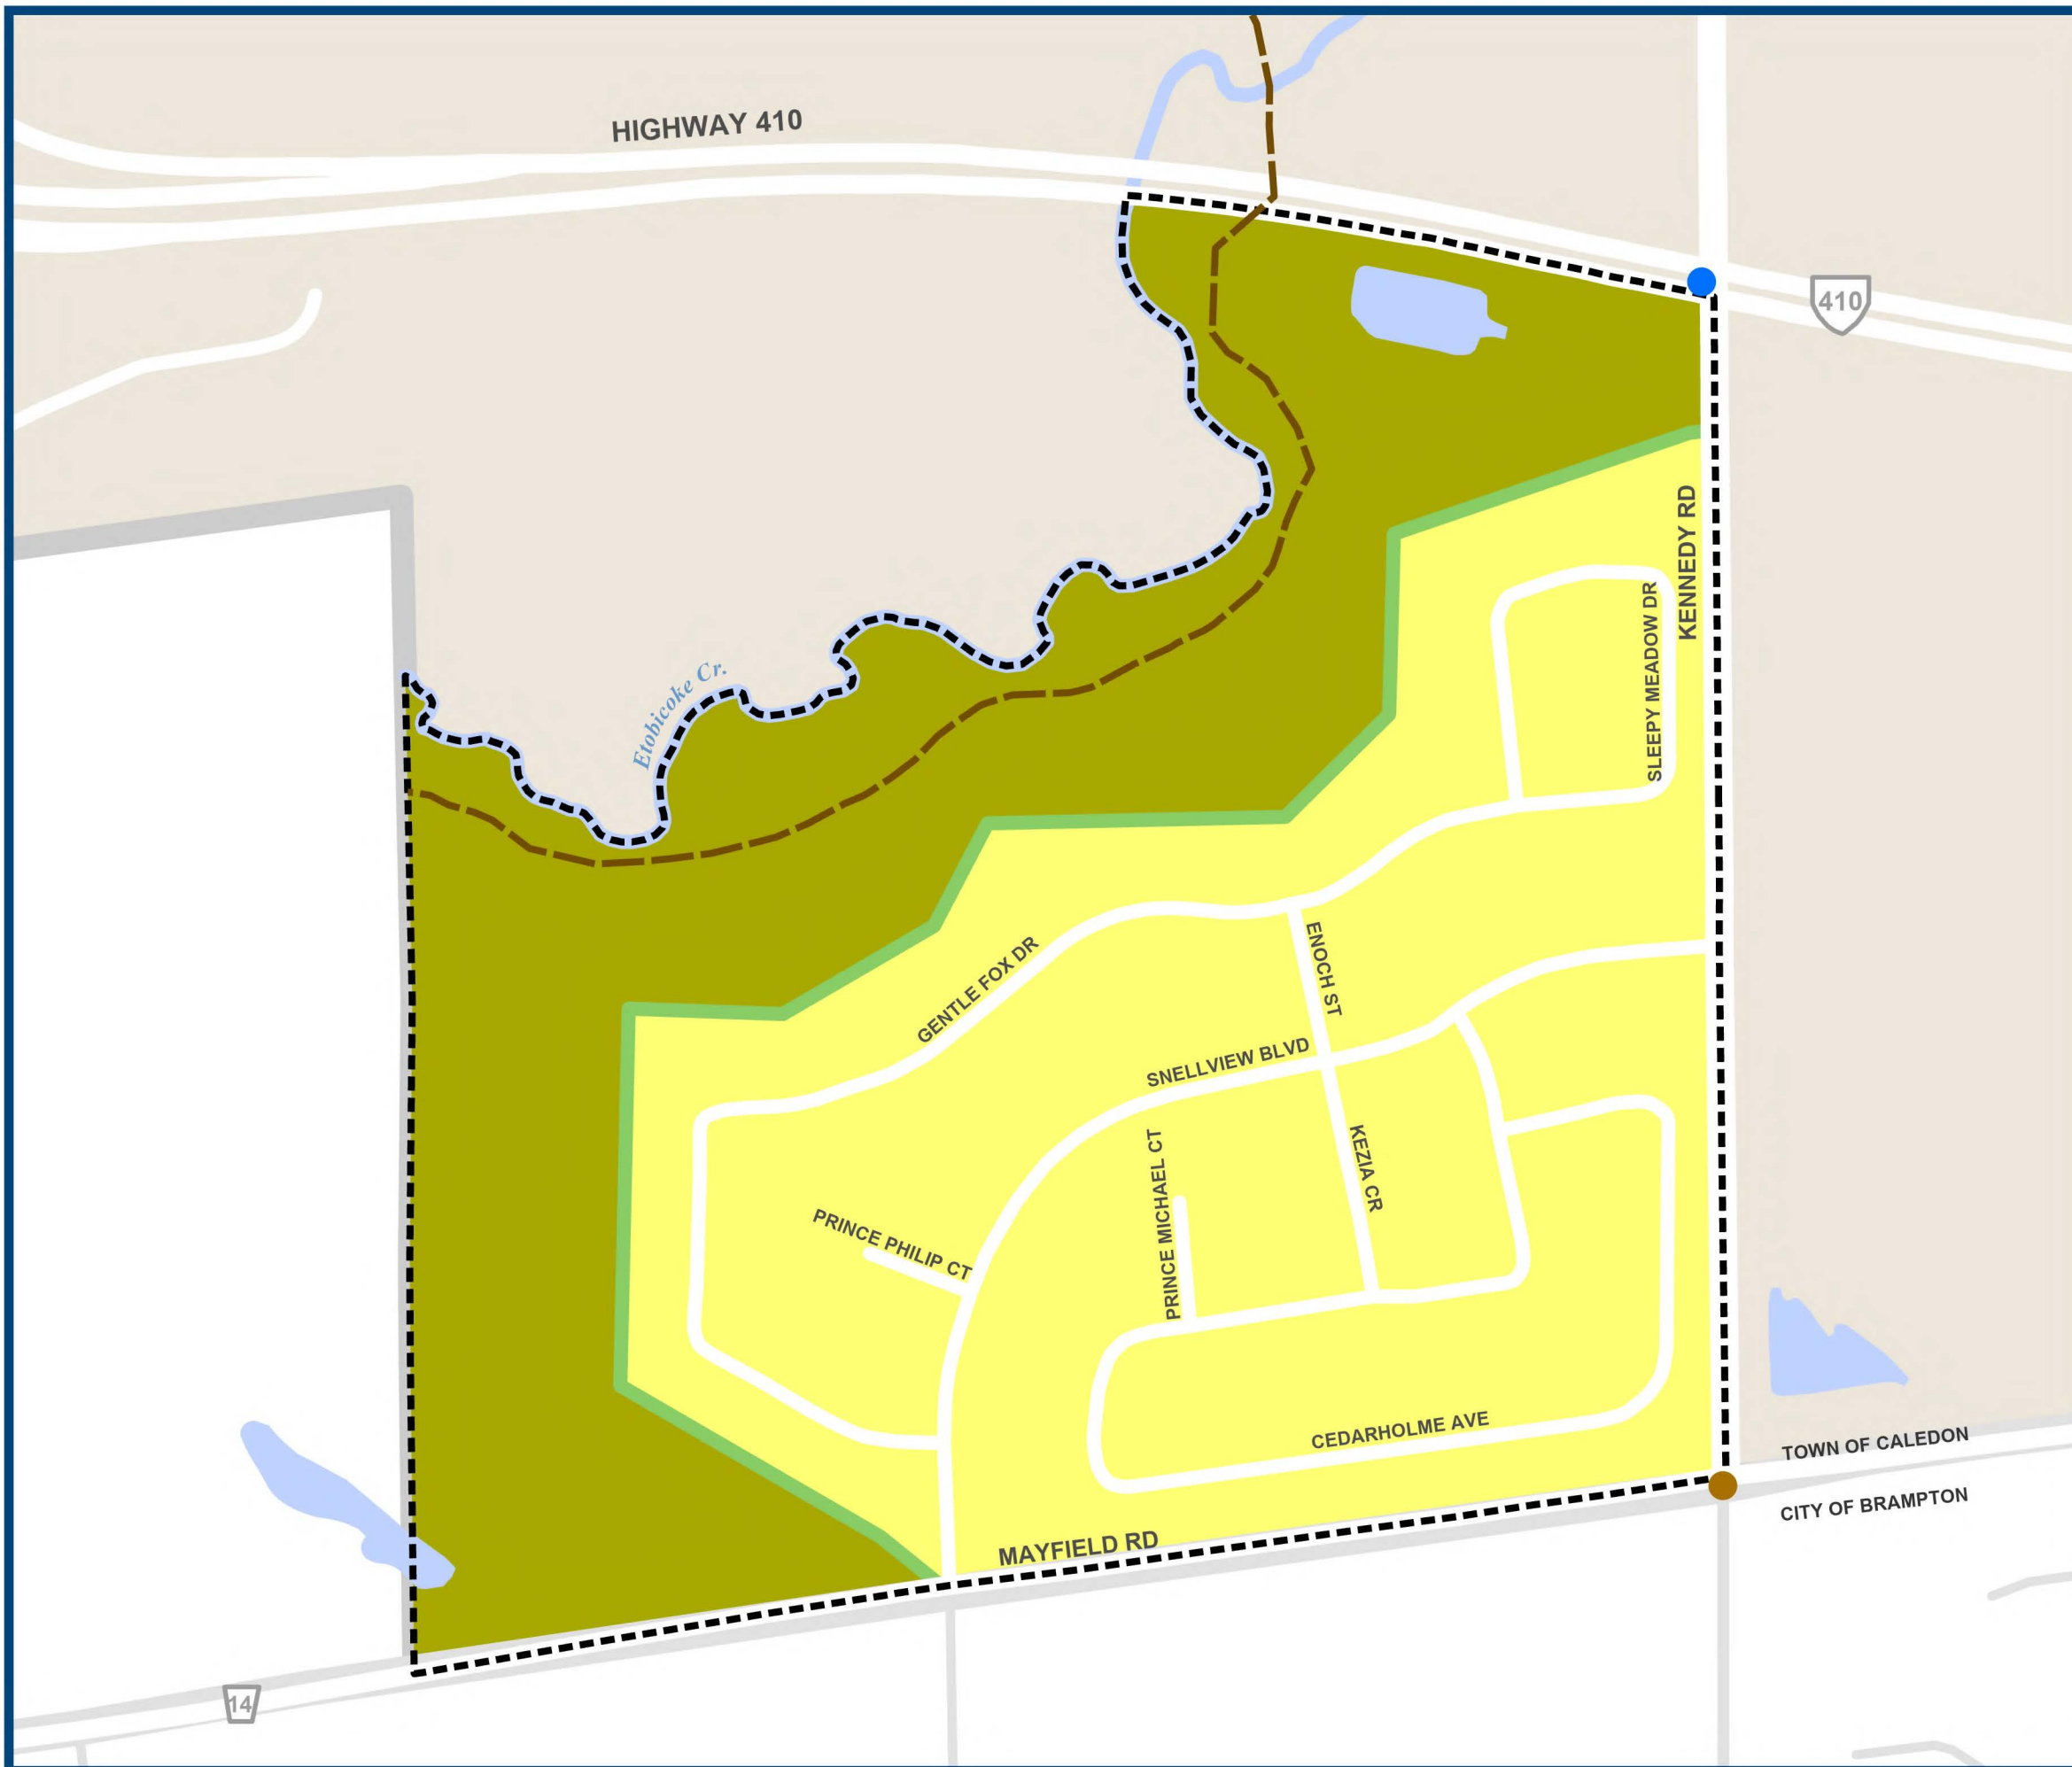 HIGHWAY 410
410
KENNEDY RD
SLEEPY MEADOW DR
Etobicoke Cr.
GENTLE FOX DR
ENOCH ST
SNELLVIEW BLVD
KEZIA CR
PRINCE MICHAEL CT
PRINCE PHILIP CT
CEDARHOLME AVE
TOWN OF CALEDON
CITY OF BRAMPTON
MAYFIELD RD
14